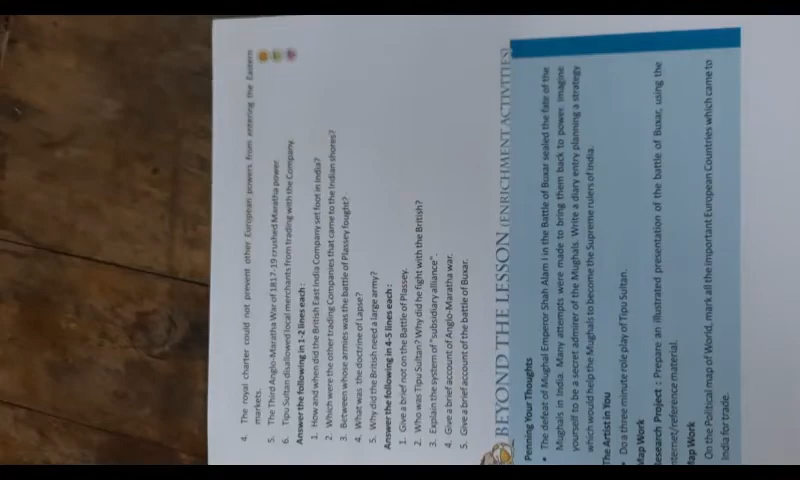 4. The royal charter could not prevent other European powers from entering the Eastern
markets.
5. The Third Anglo-Maratha War of 1817-19 crushed Maratha power.
6. Tipu Sultan disallowed local merchants from trading with the Company.
Answer the following in 1-2 lines each :
1. How and when did the British East India Company set foot in India?
2. Which were the other trading Companies that came to the Indian shores?
3. Between whose armies was the battle of Plassey fought?
4. What was the doctrine of Lapse?
5. Why did the British need a large army?
Answer the following in 4-5 lines each :
1. Give a brief not on the Battle of Plassey.
2. Who was Tipu Sultan? Why did he fight with the British?
3. Explain the system of "subsidiary alliance".
4. Give a brief account of Anglo-Maratha war.
5. Give a brief account of the battle of Buxar.
BEYOND THE LESSON (ENRICHMENT ACTIVITIES)
Penning Your Thoughts
• The defeat of Mughal Emperor Shah Alam I in the Battle of Buxar sealed the fate of the
Mughals in India. Many attempts were made to bring them back to power. Imagine
yourself to be a secret admirer of the Mughals. Write a diary entry planning a strategy
which would help the Mughals to become the Supreme rulers of India.
The Artist in You
• Do a three minute role play of Tipu Sultan.
Map Work
esearch Project : Prepare an illustrated presentation of the battle of Buxar, using the
nternet/reference material.
Map Work
On the Political map of World, mark all the important European Countries which came to
India for trade.